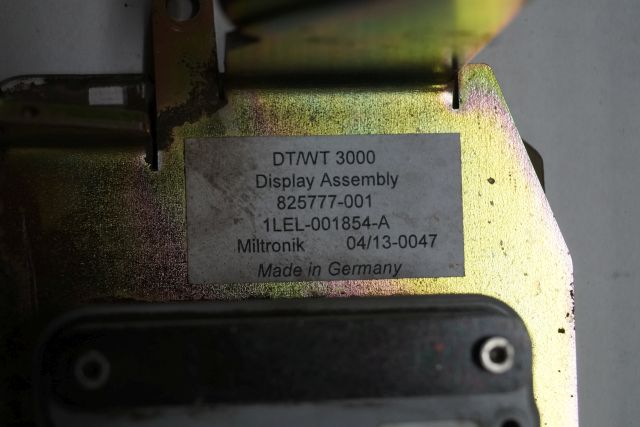 DT/WT 3000
Display Assembly
825777-001
1LEL-001854-A
Miltronik 04/13-0047
Made in Germany